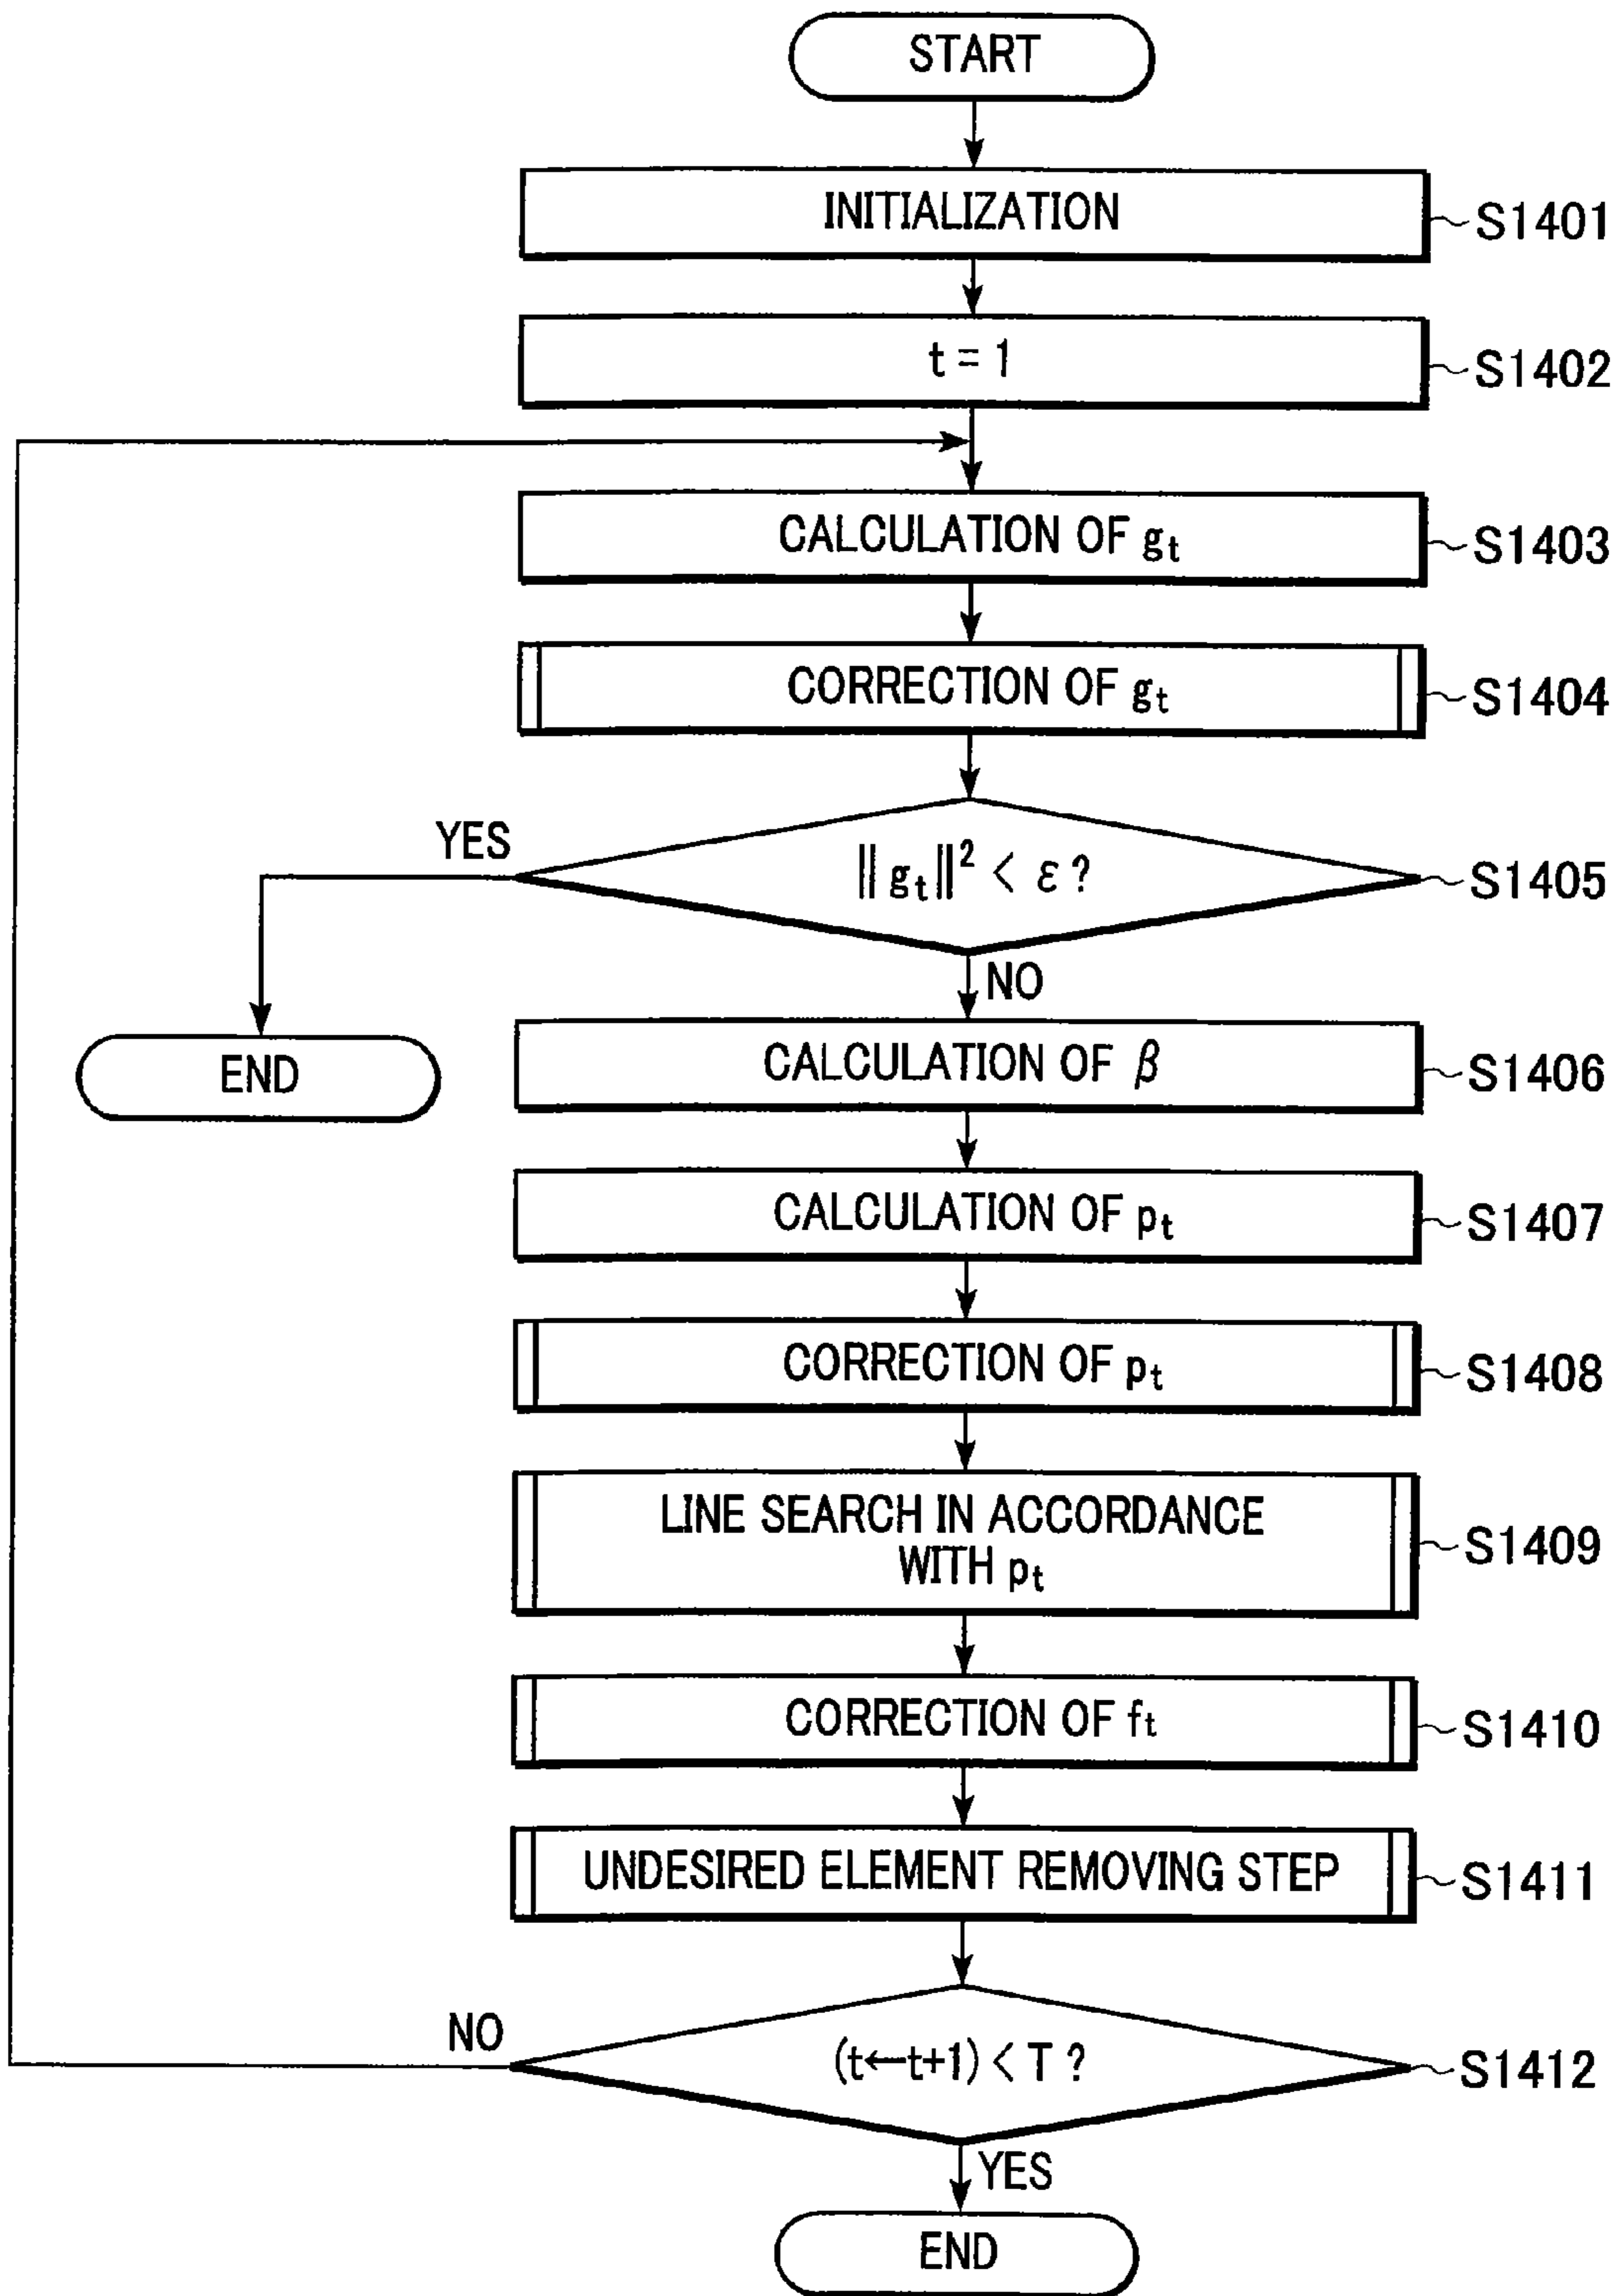 START
INITIALIZATION
S1401
t = 1
S1402
CALCULATION OF gₜ
S1403
CORRECTION OF gₜ
S1404
YES
‖gₜ‖² < ε ?
S1405
NO
END
CALCULATION OF β
S1406
CALCULATION OF pₜ
S1407
CORRECTION OF pₜ
S1408
LINE SEARCH IN ACCORDANCE
WITH pₜ
S1409
CORRECTION OF fₜ
S1410
UNDESIRED ELEMENT REMOVING STEP
S1411
NO
(t←t+1) < T ?
S1412
YES
END